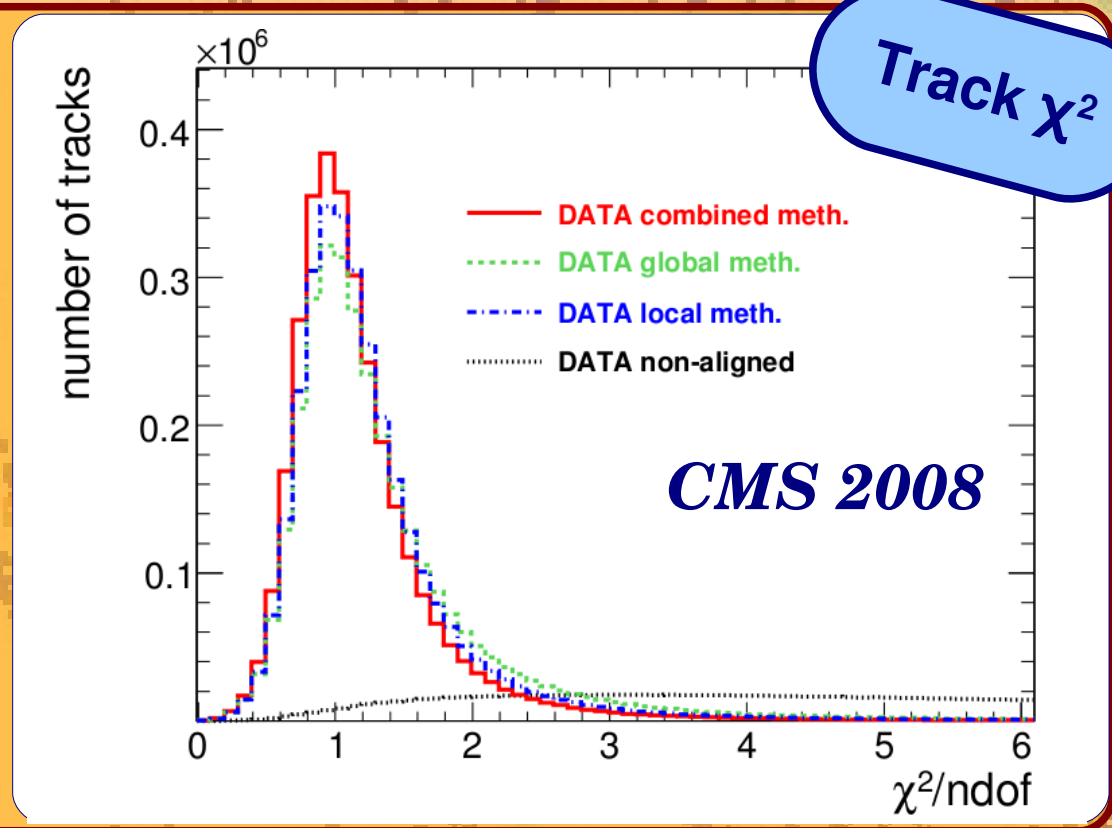 Track χ²
×10⁶
number of tracks
0.4
0.3
0.2
0.1
DATA combined meth.
DATA global meth.
DATA local meth.
DATA non-aligned
CMS 2008
0 1 2 3 4 5 6
χ²/ndof